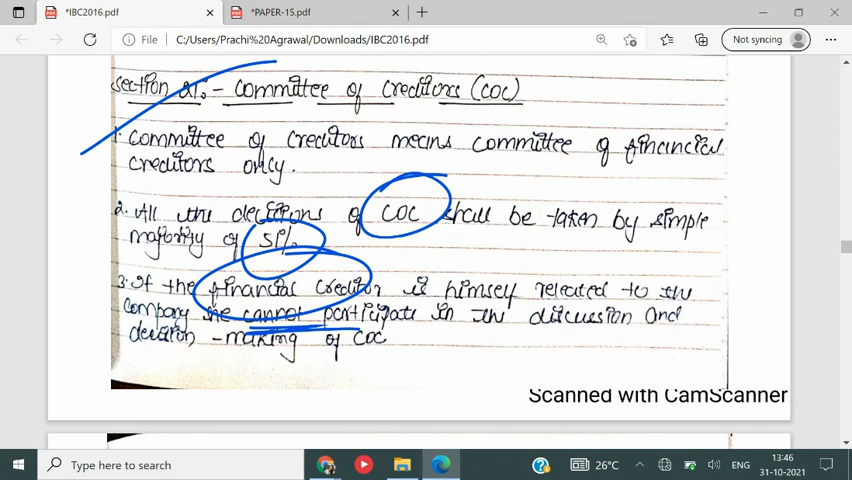 *IBC2016.pdf
*PAPER-15.pdf
File
C:/Users/Prachi%20Agrawal/Downloads/IBC2016.pdf
Not syncing
Section 21:- Committee of Creditors (COC)
1. Committee of Creditors means committee of financial
creditors only.
2. All the decisions of COC shall be taken by simple
majority of 51%.
3. If the financial creditor is himself releated to the
company he cannot participate in the discussion and
decision -making of COC
Scanned with CamScanner
Type here to search
26°C
ENG
13:46
31-10-2021